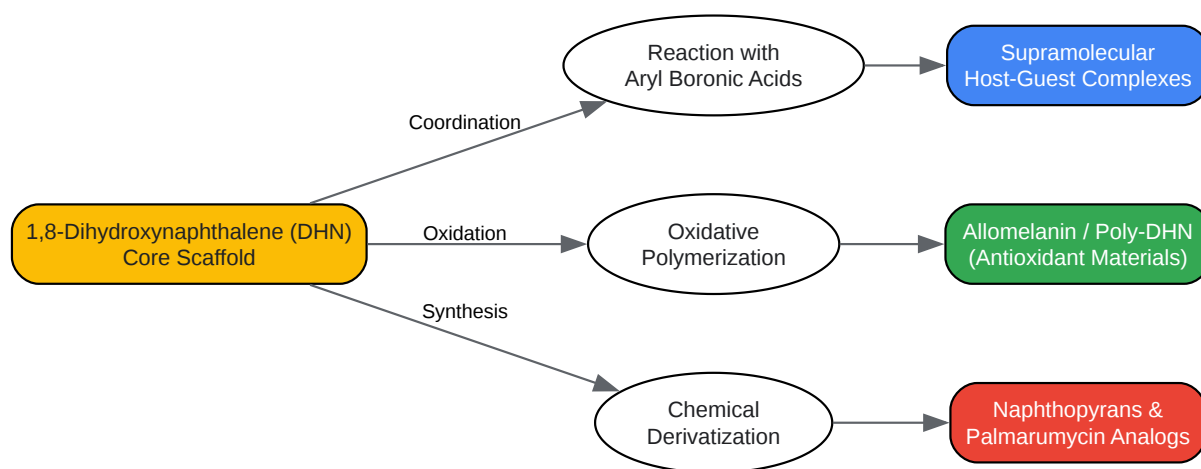 Reaction with
Aryl Boronic Acids
Supramolecular
Host-Guest Complexes
Coordination
1,8-Dihydroxynaphthalene (DHN)
Core Scaffold
Oxidation
Oxidative
Polymerization
Allomelanin / Poly-DHN
(Antioxidant Materials)
Synthesis
Chemical
Derivatization
Naphthopyrans &
Palmarumycin Analogs